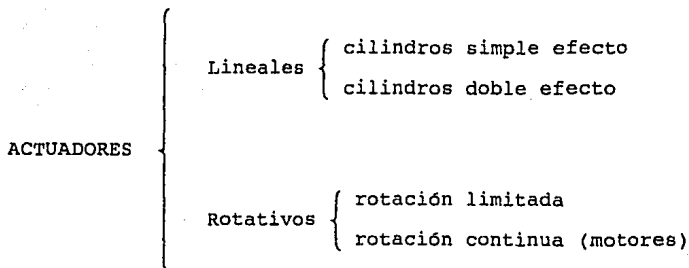 Lineales
cilindros simple efecto
cilindros doble efecto
ACTUADORES
Rotativos
rotación limitada
rotación continua (motores)